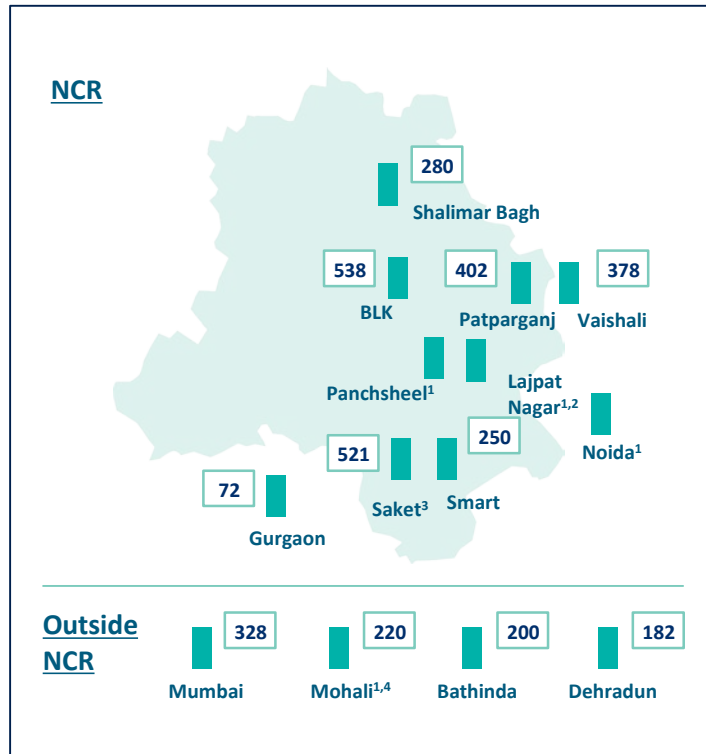 NCR
280
Shalimar Bagh
538
BLK
402
Patparganj
378
Vaishali
Panchsheel¹
Lajpat
Nagar¹,²
Noida¹
521
Saket³
250
Smart
72
Gurgaon
Outside
NCR
328
Mumbai
220
Mohali¹,⁴
200
Bathinda
182
Dehradun